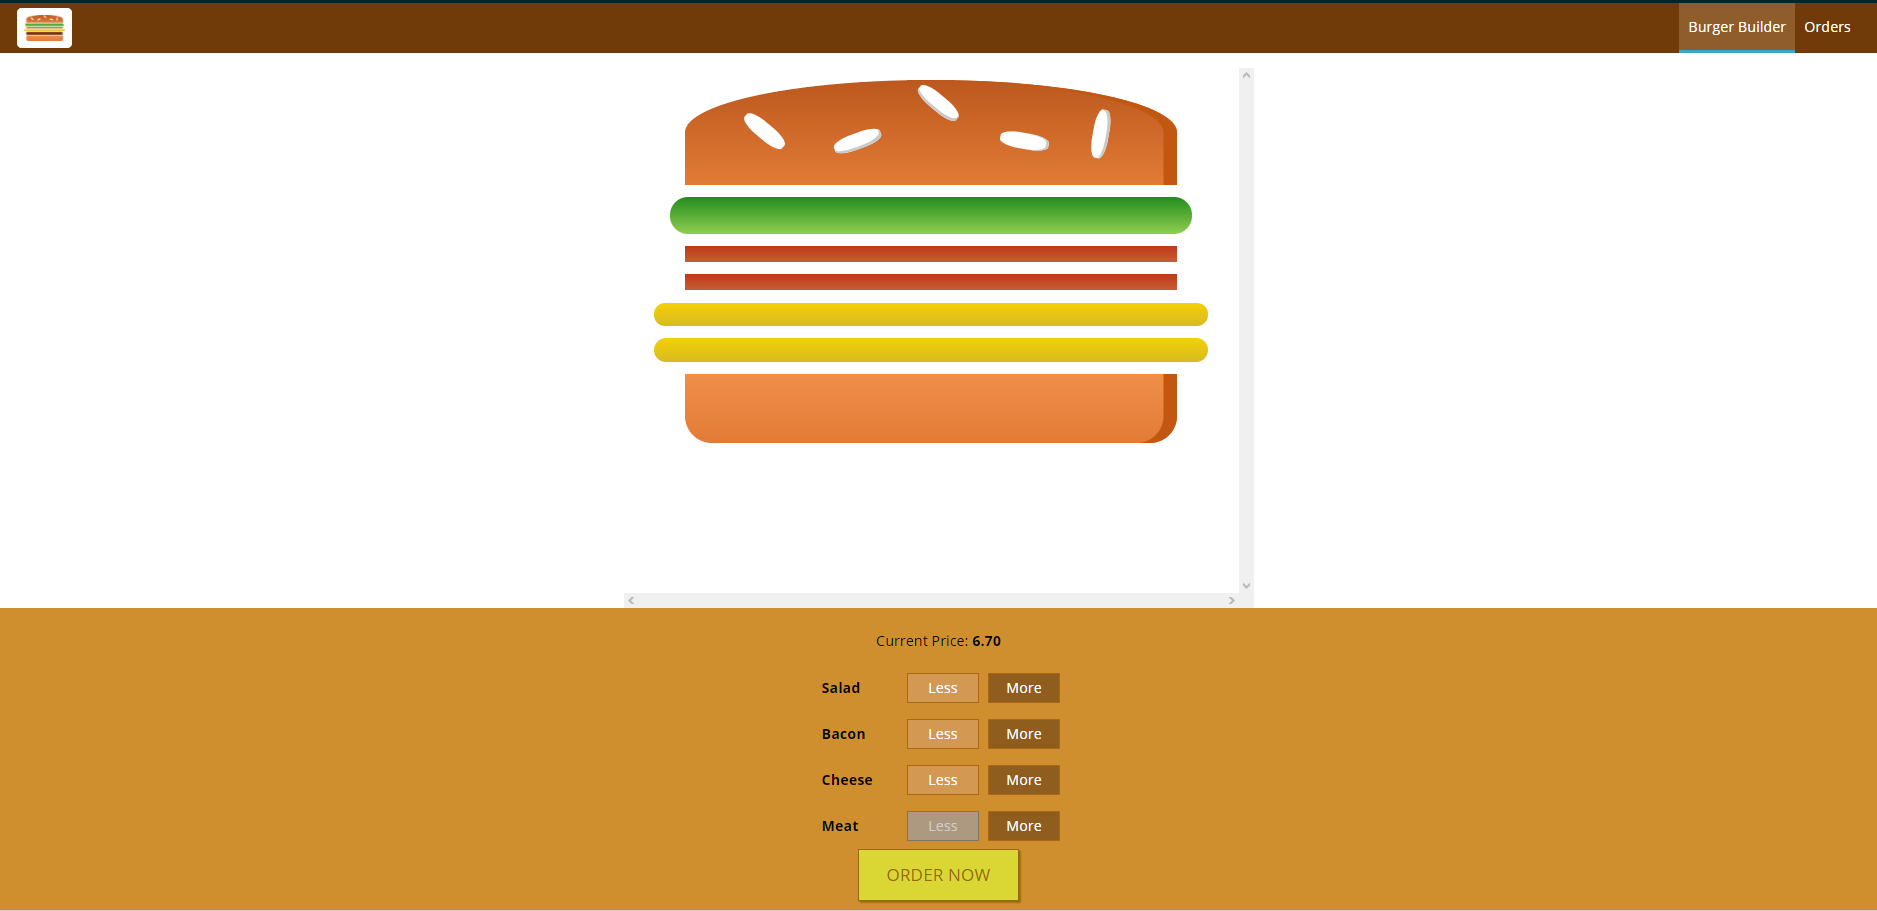 Burger Builder Orders
Current Price: 6.70
Salad Less More
Bacon Less More
Cheese Less More
Meat Less More
ORDER NOW